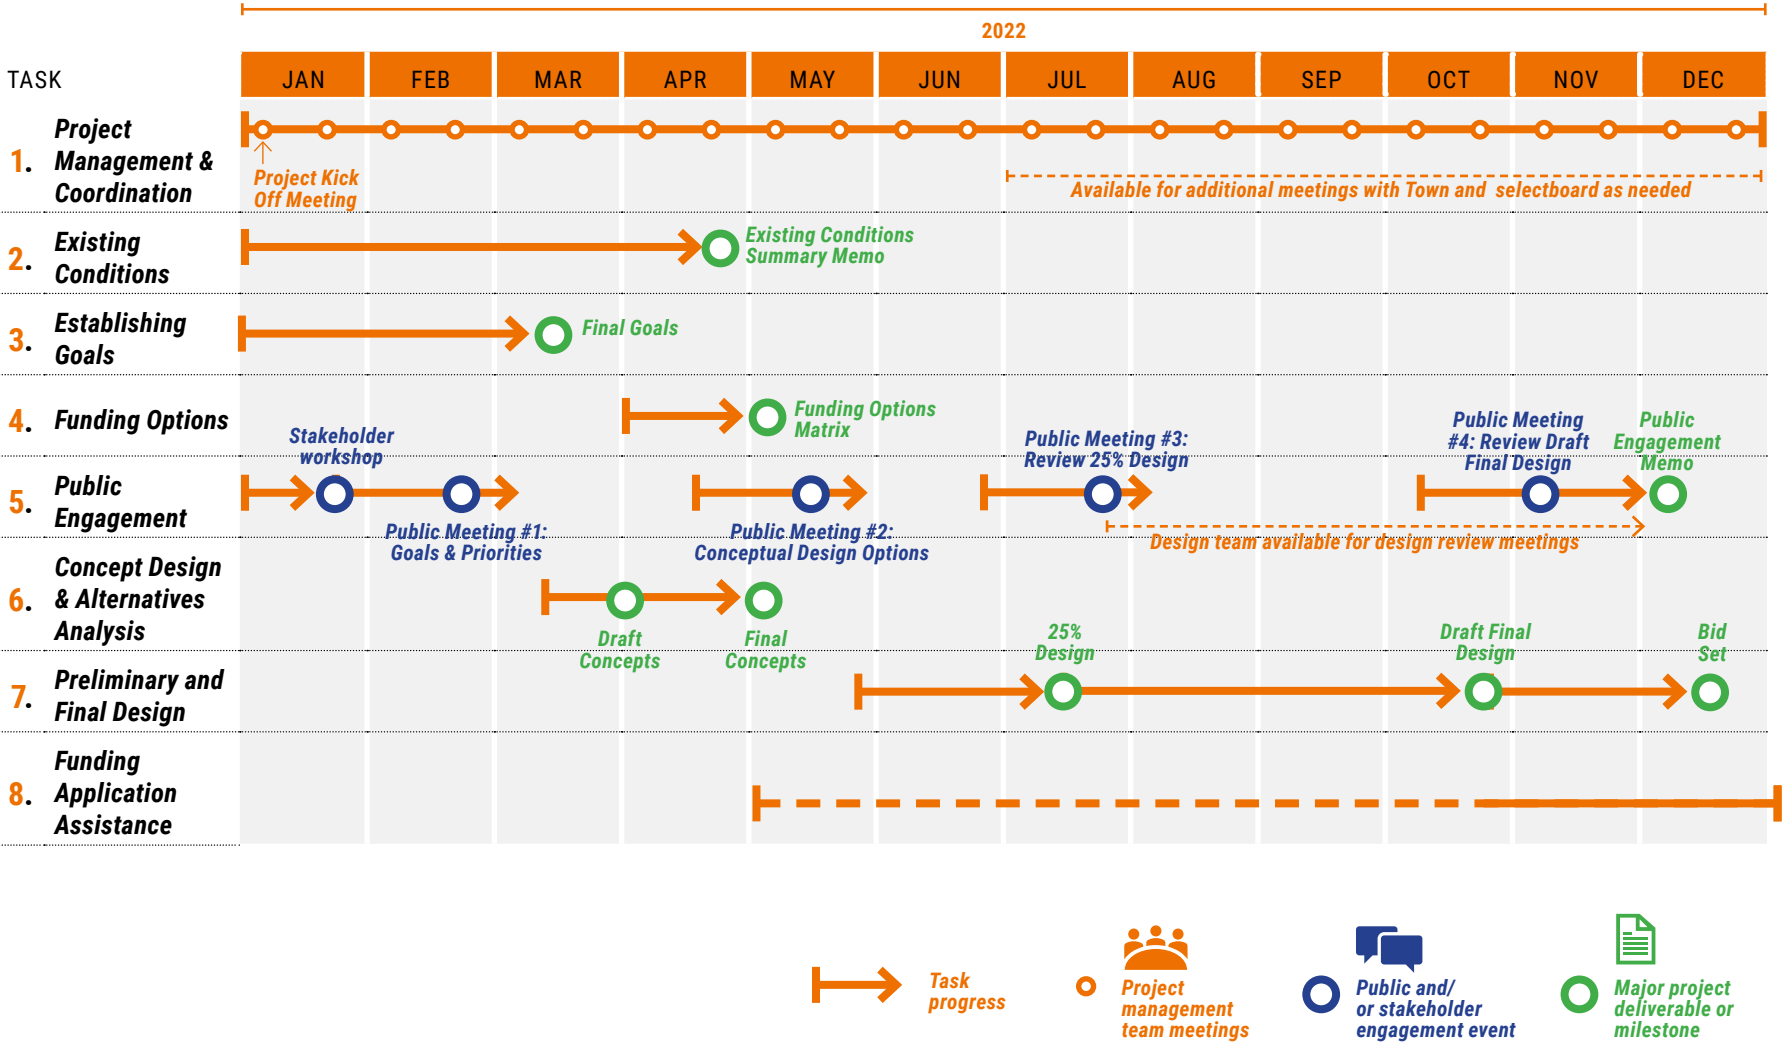 2022
TASK
JAN
FEB
MAR
APR
MAY
JUN
JUL
AUG
SEP
OCT
NOV
DEC
1.
Project
Management &
Coordination
Project Kick
Off Meeting
Available for additional meetings with Town and selectboard as needed
2.
Existing
Conditions
Existing Conditions
Summary Memo
3.
Establishing
Goals
Final Goals
4.
Funding Options
Funding Options
Matrix
5.
Public
Engagement
Stakeholder
workshop
Public Meeting #1:
Goals & Priorities
Public Meeting #2:
Conceptual Design Options
Public Meeting #3:
Review 25% Design
Public Meeting
#4: Review Draft
Final Design
Public
Engagement
Memo
Design team available for design review meetings
6.
Concept Design
& Alternatives
Analysis
Draft
Concepts
Final
Concepts
7.
Preliminary and
Final Design
25%
Design
Draft Final
Design
Bid
Set
8.
Funding
Application
Assistance
Task
progress
Project
management
team meetings
Public and/
or stakeholder
engagement event
Major project
deliverable or
milestone